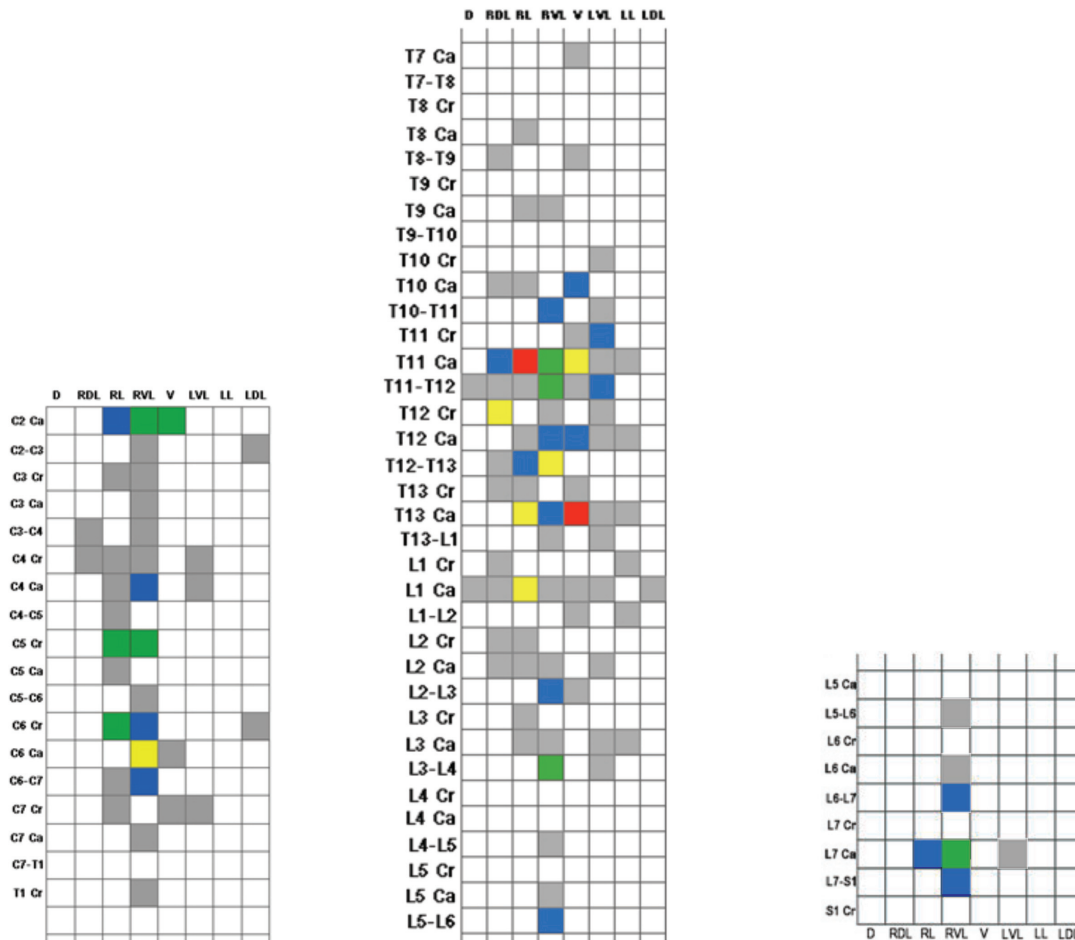 D RDL RL RVL V LVL LL LDL
C2 Ca
C2-C3
C3 Cr
C3 Ca
C3-C4
C4 Cr
C4 Ca
C4-C5
C5 Cr
C5 Ca
C5-C6
C6 Cr
C6 Ca
C6-C7
C7 Cr
C7 Ca
C7-T1
T1 Cr
D RDL RL RVL V LVL LL LDL
T7 Ca
T7-T8
T8 Cr
T8 Ca
T8-T9
T9 Cr
T9 Ca
T9-T10
T10 Cr
T10 Ca
T10-T11
T11 Cr
T11 Ca
T11-T12
T12 Cr
T12 Ca
T12-T13
T13 Cr
T13 Ca
T13-L1
L1 Cr
L1 Ca
L1-L2
L2 Cr
L2 Ca
L2-L3
L3 Cr
L3 Ca
L3-L4
L4 Cr
L4 Ca
L4-L5
L5 Cr
L5 Ca
L5-L6
L5 Ca
L5-L6
L6 Cr
L6 Ca
L6-L7
L7 Cr
L7 Ca
L7-S1
S1 Cr
D RDL RL RVL V LVL LL LDL